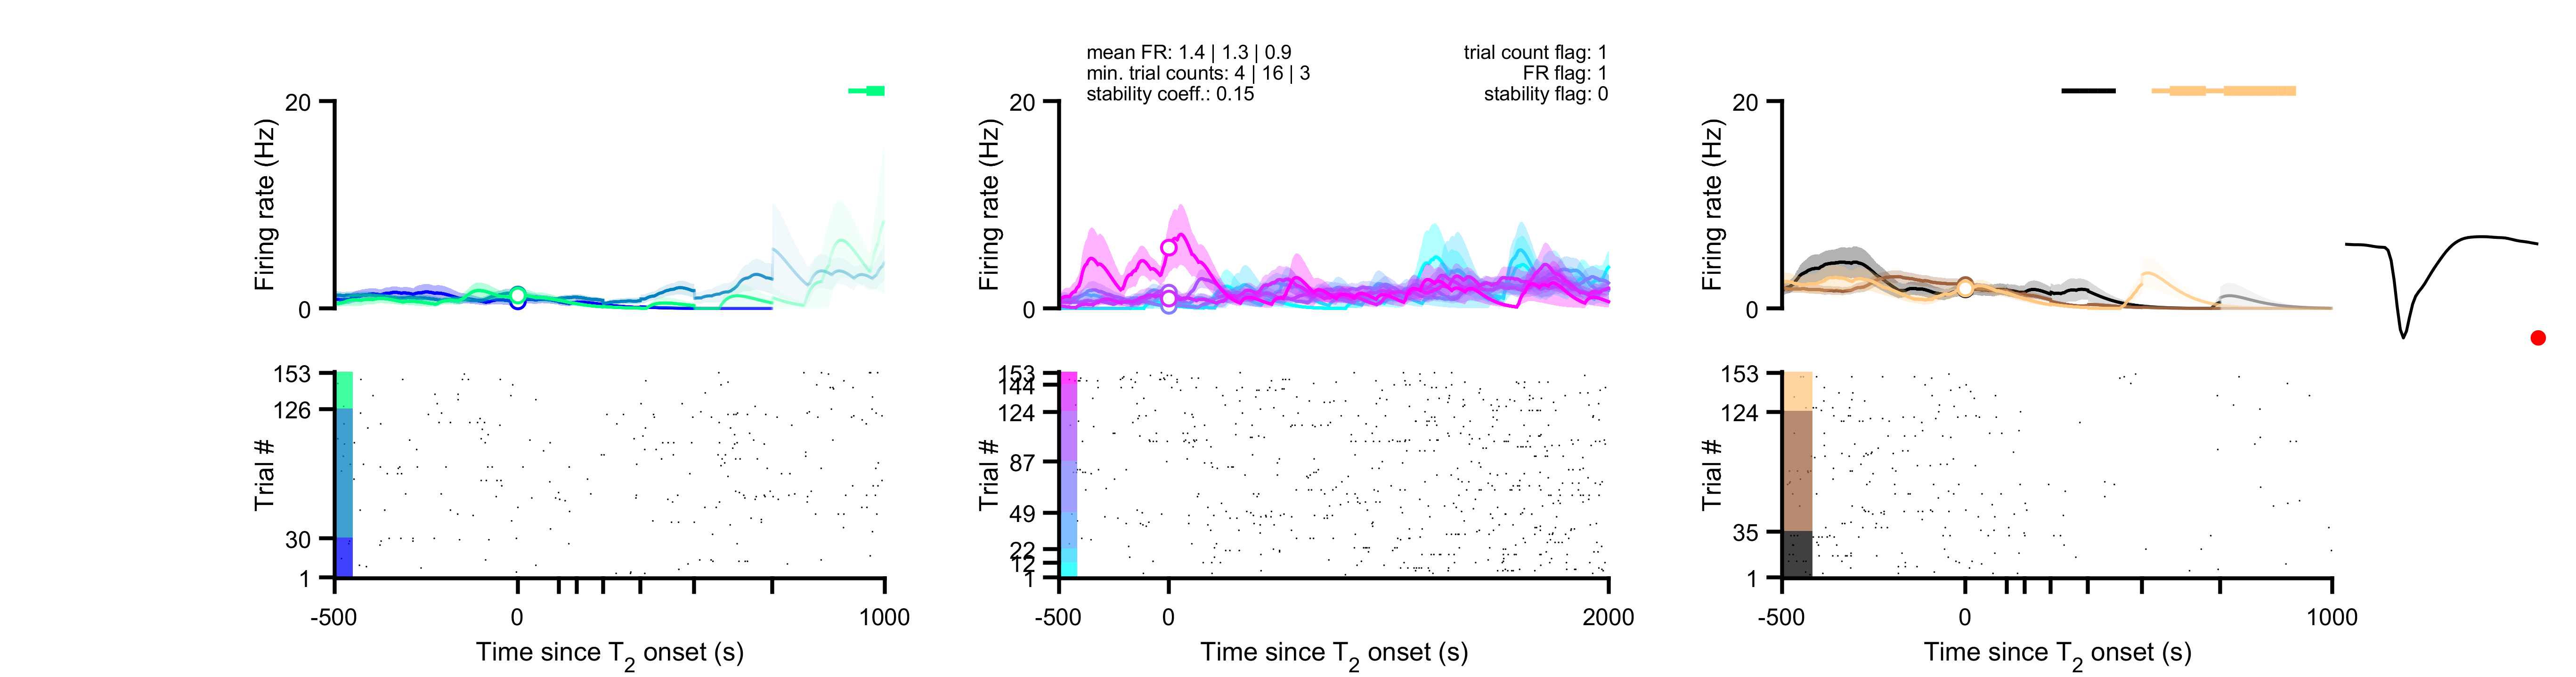 mean FR: 1.4 | 1.3 | 0.9
min. trial counts: 4 | 16 | 3
stability coeff.: 0.15
trial count flag: 1
FR flag: 1
stability flag: 0
20
0
Firing rate (Hz)
20
0
Firing rate (Hz)
20
0
Firing rate (Hz)
153
126
30
1
Trial #
-500
0
1000
Time since T2 onset (s)
153
144
124
87
49
22
12
1
Trial #
-500
0
2000
Time since T2 onset (s)
153
124
35
1
Trial #
-500
0
1000
Time since T2 onset (s)